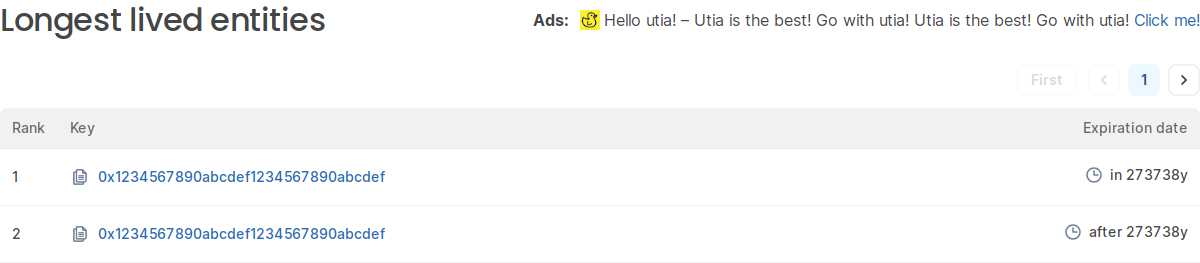 Longest lived entities
Ads: Hello utia! – Utia is the best! Go with utia! Utia is the best! Go with utia! Click me!
First 1
Rank Key Expiration date
1 0x1234567890abcdef1234567890abcdef in 273738y
2 0x1234567890abcdef1234567890abcdef after 273738y